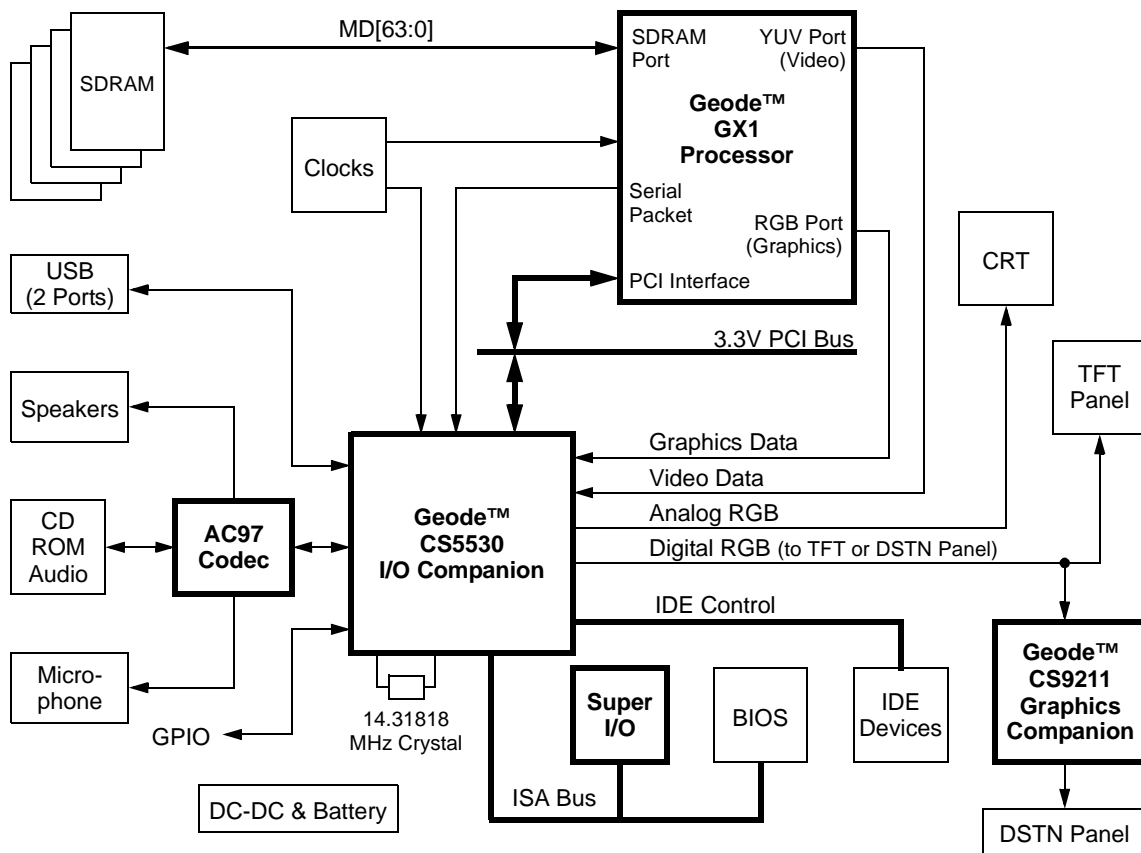 MD[63:0]
SDRAM
SDRAM
Port
YUV Port
(Video)
Geode™
GX1
Processor
Clocks
Serial
Packet
RGB Port
(Graphics)
PCI Interface
USB
(2 Ports)
CRT
3.3V PCI Bus
TFT
Panel
Speakers
Graphics Data
Video Data
Analog RGB
Digital RGB (to TFT or DSTN Panel)
CD
ROM
Audio
AC97
Codec
Geode™
CS5530
I/O Companion
IDE Control
Micro-
phone
GPIO
14.31818
MHz Crystal
Super
I/O
BIOS
IDE
Devices
Geode™
CS9211
Graphics
Companion
DC-DC & Battery
ISA Bus
DSTN Panel